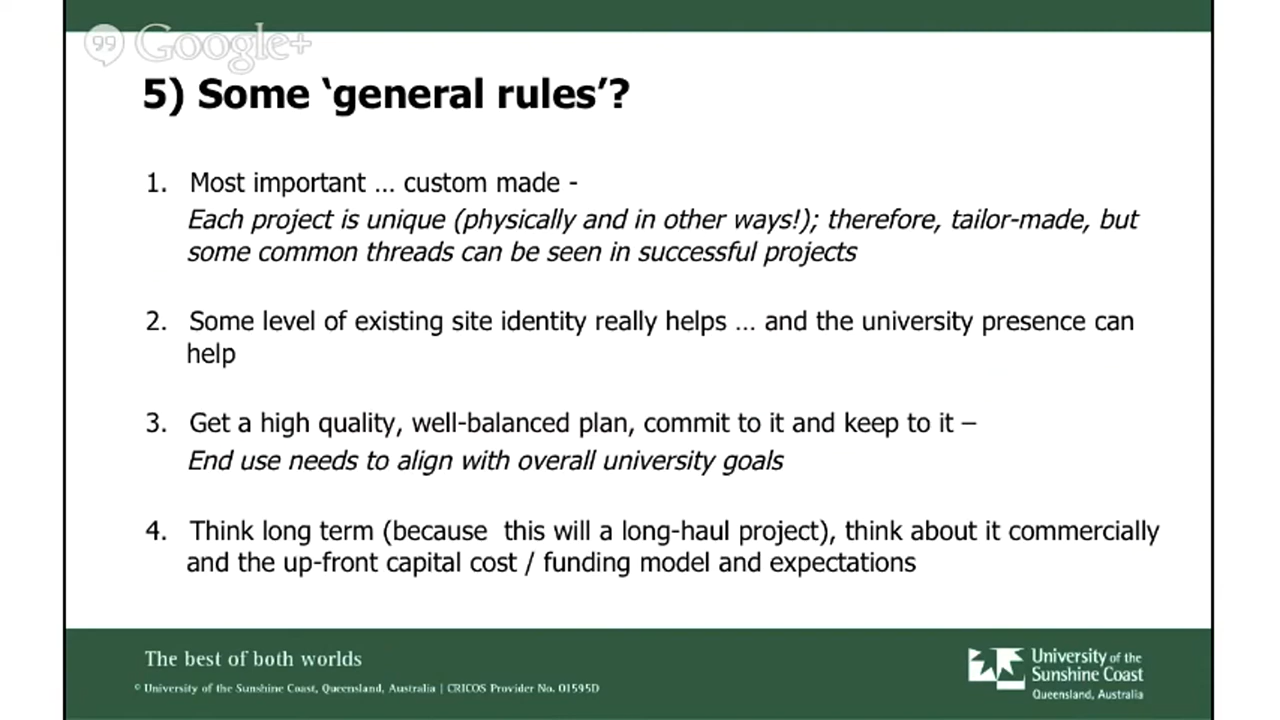 99 Google+
5) Some ‘general rules’?
1. Most important ... custom made -
Each project is unique (physically and in other ways!); therefore, tailor-made, but
some common threads can be seen in successful projects
2. Some level of existing site identity really helps ... and the university presence can
help
3. Get a high quality, well-balanced plan, commit to it and keep to it –
End use needs to align with overall university goals
4. Think long term (because  this will a long-haul project), think about it commercially
and the up-front capital cost / funding model and expectations
The best of both worlds
© University of the Sunshine Coast, Queensland, Australia | CRICOS Provider No. 01595D
University of the
Sunshine Coast
Queensland, Australia